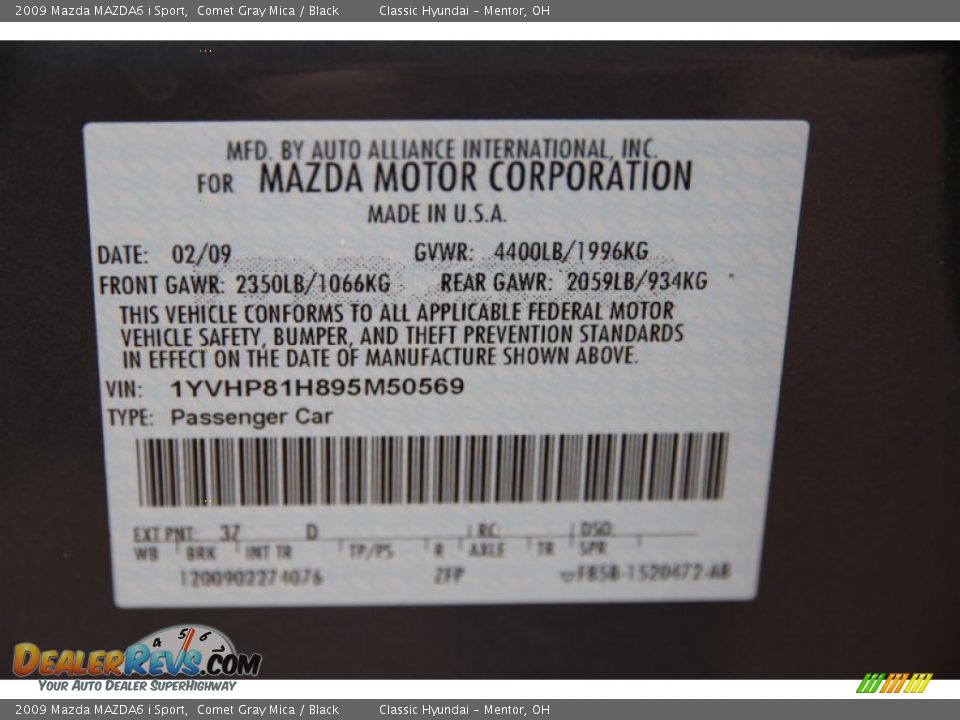 2009 Mazda MAZDA6 i Sport, Comet Gray Mica / Black Classic Hyundai - Mentor, OH
MFD. BY AUTO ALLIANCE INTERNATIONAL, INC.
FOR MAZDA MOTOR CORPORATION
MADE IN U.S.A.
DATE: 02/09 GVWR: 4400LB/1996KG
FRONT GAWR: 2350LB/1066KG REAR GAWR: 2059LB/934KG
THIS VEHICLE CONFORMS TO ALL APPLICABLE FEDERAL MOTOR
VEHICLE SAFETY, BUMPER, AND THEFT PREVENTION STANDARDS
IN EFFECT ON THE DATE OF MANUFACTURE SHOWN ABOVE.
VIN: 1YVHP81H895M50569
TYPE: Passenger Car
EXT PNT: 37 D RC: DSO:
WB BRK INT TR TP/PS R AXLE TR SPR
1200902274076 ZFP F85B-1520472-AB
4 5 6
DEALERREVS.COM
YOUR AUTO DEALER SUPERHIGHWAY
2009 Mazda MAZDA6 i Sport, Comet Gray Mica / Black Classic Hyundai - Mentor, OH